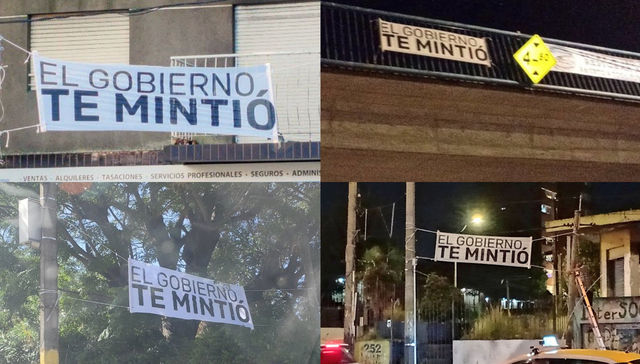 EL GOBIERNO
TE MINTIÓ
· VENTAS · ALQUILERES · TASACIONES · SERVICIOS PROFESIONALES · SEGUROS · ADMINIS
EL GOBIERNO
TE MINTIÓ
EL GOBIERNO
TE MINTIÓ
EL GOBIERNO
TE MINTIÓ
252